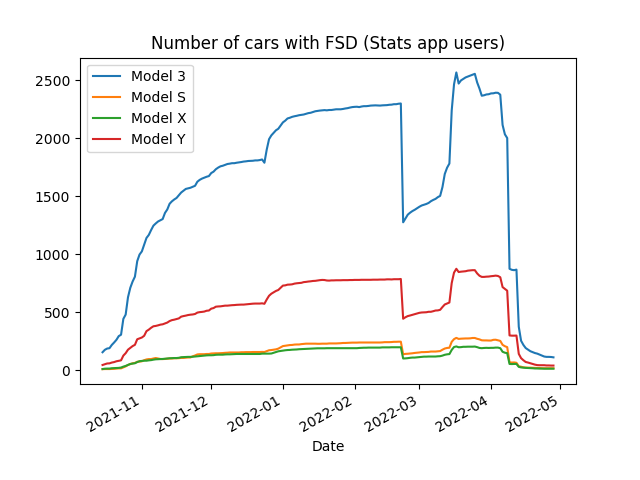 Number of cars with FSD (Stats app users)
Model 3
Model S
Model X
Model Y
2500
2000
1500
1000
500
0
2021-11
2021-12
2022-01
2022-02
2022-03
2022-04
2022-05
Date